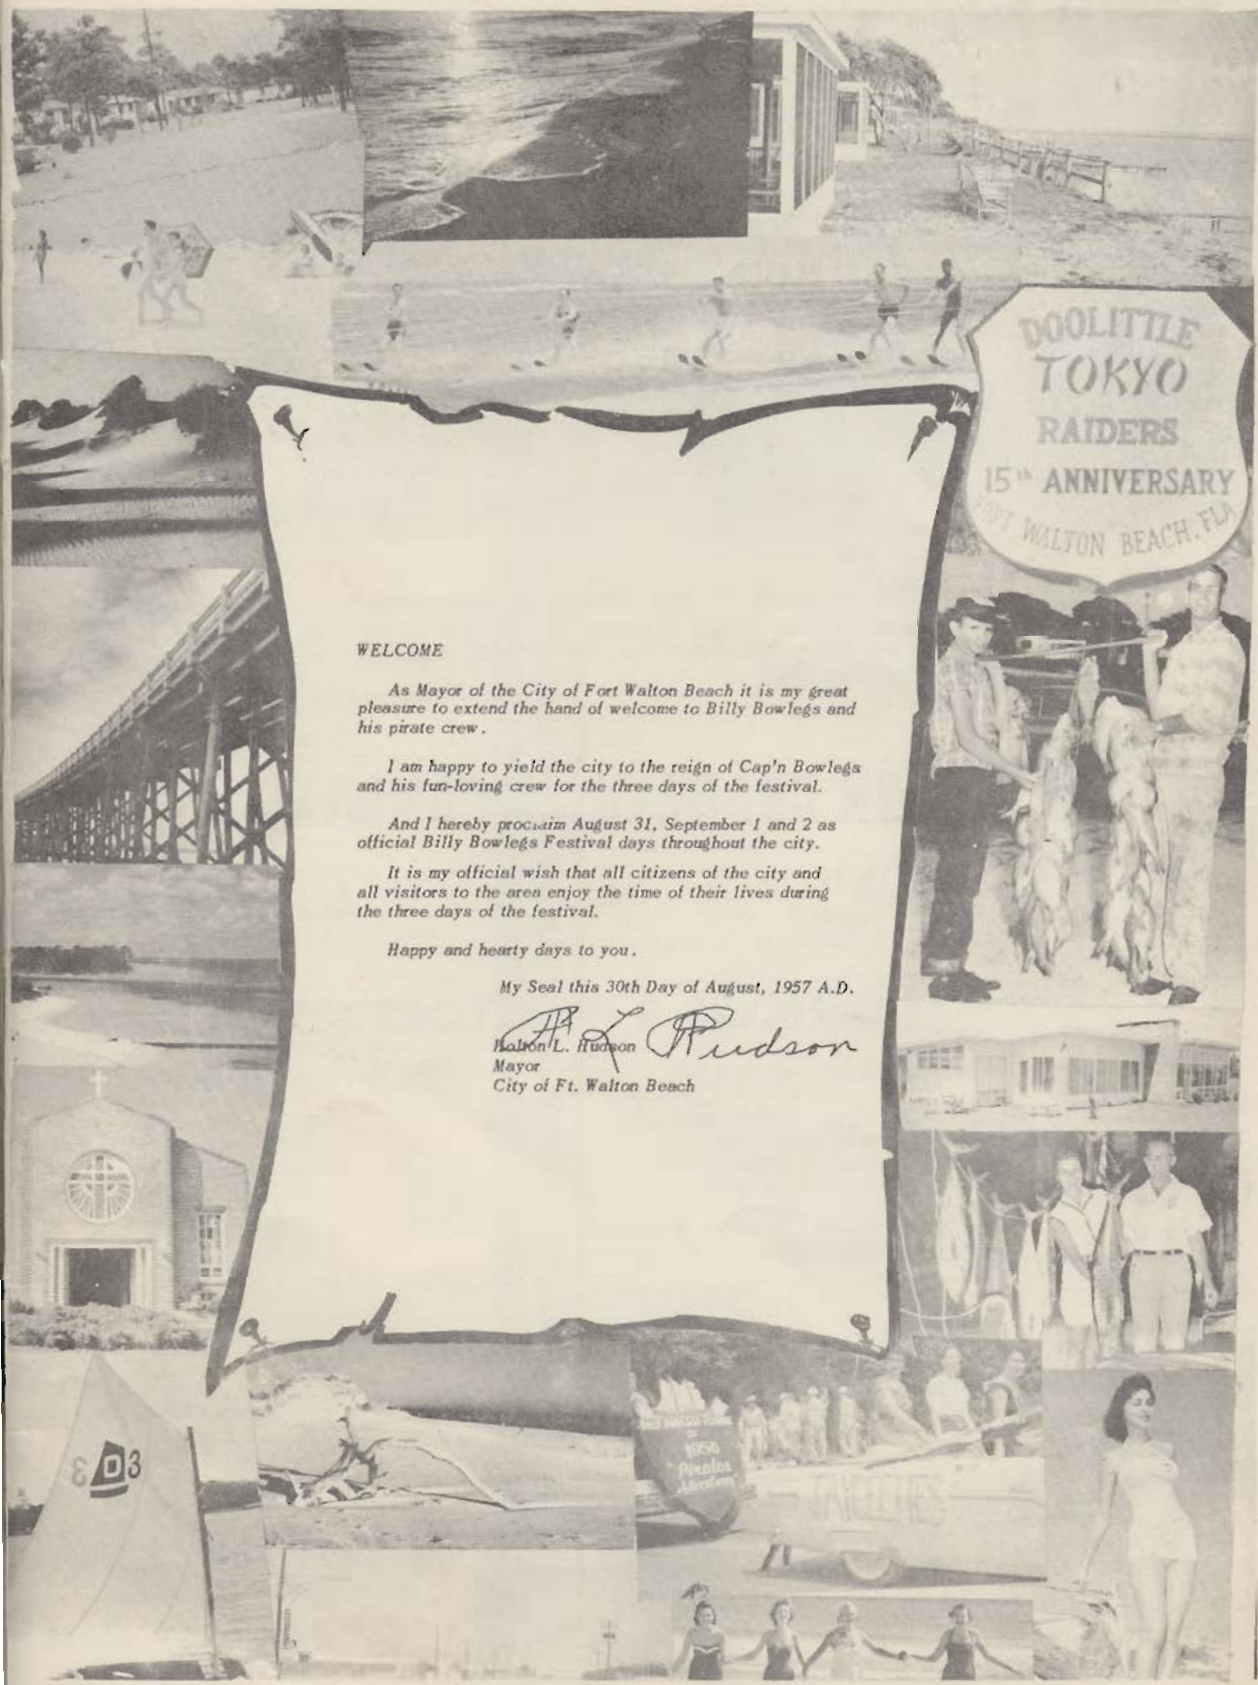 DOOLITTLE
TOKYO
RAIDERS
15th ANNIVERSARY
WALTON BEACH, FLA
WELCOME
As Mayor of the City of Fort Walton Beach it is my great
pleasure to extend the hand of welcome to Billy Bowlegs and
his pirate crew.
I am happy to yield the city to the reign of Cap'n Bowlegs
and his fun-loving crew for the three days of the festival.
And I hereby proclaim August 31, September 1 and 2 as
official Billy Bowlegs Festival days throughout the city.
It is my official wish that all citizens of the city and
all visitors to the area enjoy the time of their lives during
the three days of the festival.
Happy and hearty days to you.
My Seal this 30th Day of August, 1957 A.D.
L Hudson
L. Hudson
Mayor
City of Ft. Walton Beach
D3
1956
Pirates